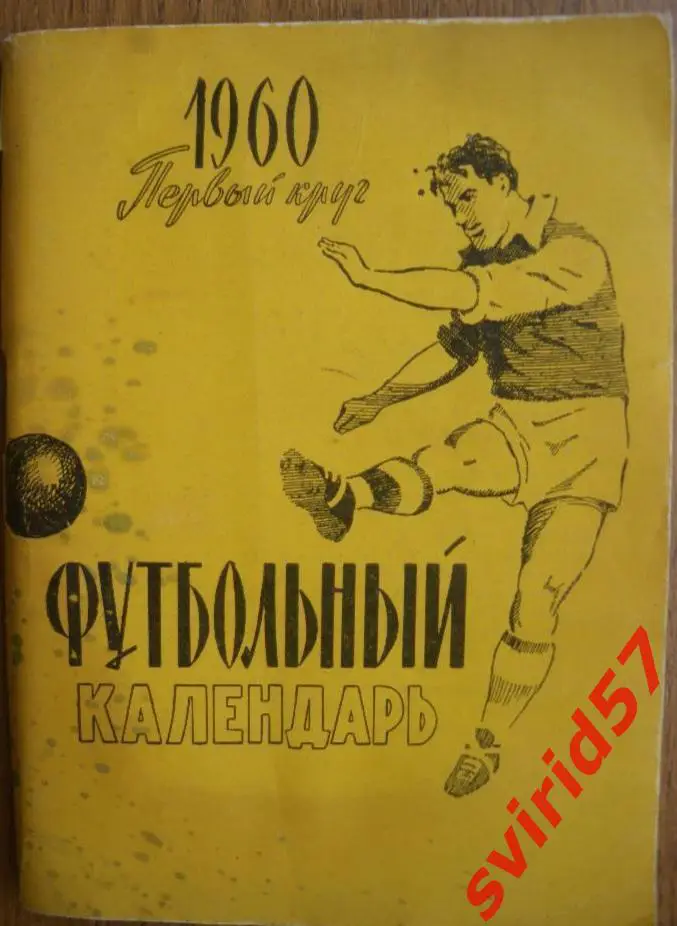 1960
Первый круг
ФУТБОЛЬНЫЙ
КАЛЕНДАРЬ
svirid57